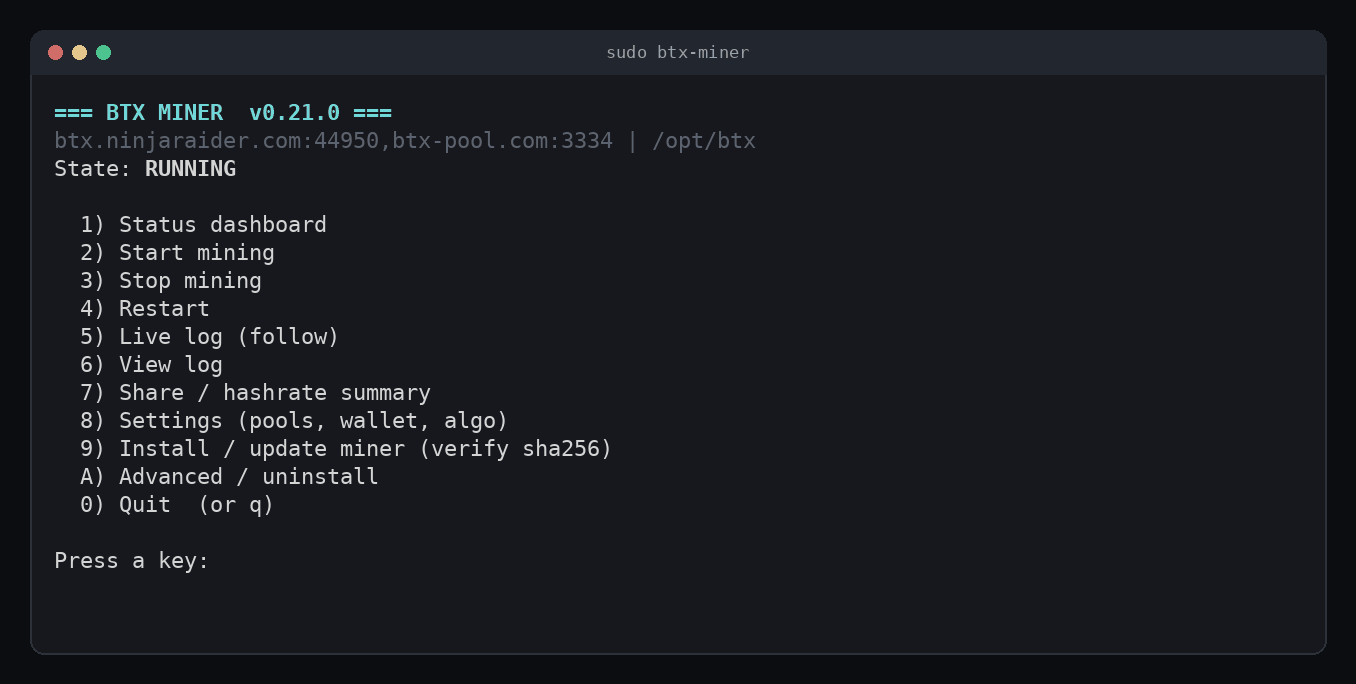 sudo btx-miner
=== BTX MINER  v0.21.0 ===
btx.ninjaraider.com:44950,btx-pool.com:3334 | /opt/btx
State: RUNNING
1) Status dashboard
2) Start mining
3) Stop mining
4) Restart
5) Live log (follow)
6) View log
7) Share / hashrate summary
8) Settings (pools, wallet, algo)
9) Install / update miner (verify sha256)
A) Advanced / uninstall
0) Quit  (or q)
Press a key: